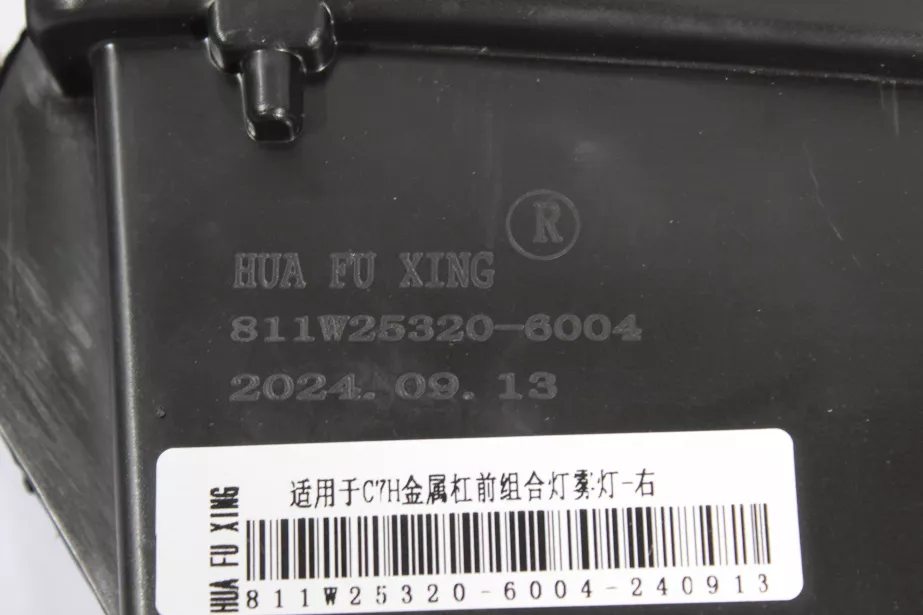 ®
HUA FU XING
811W25320-6004
2024.09.13
适用于C7H金属杠前组合灯雾灯-右
HUA FU XING
811W25320-6004-240913